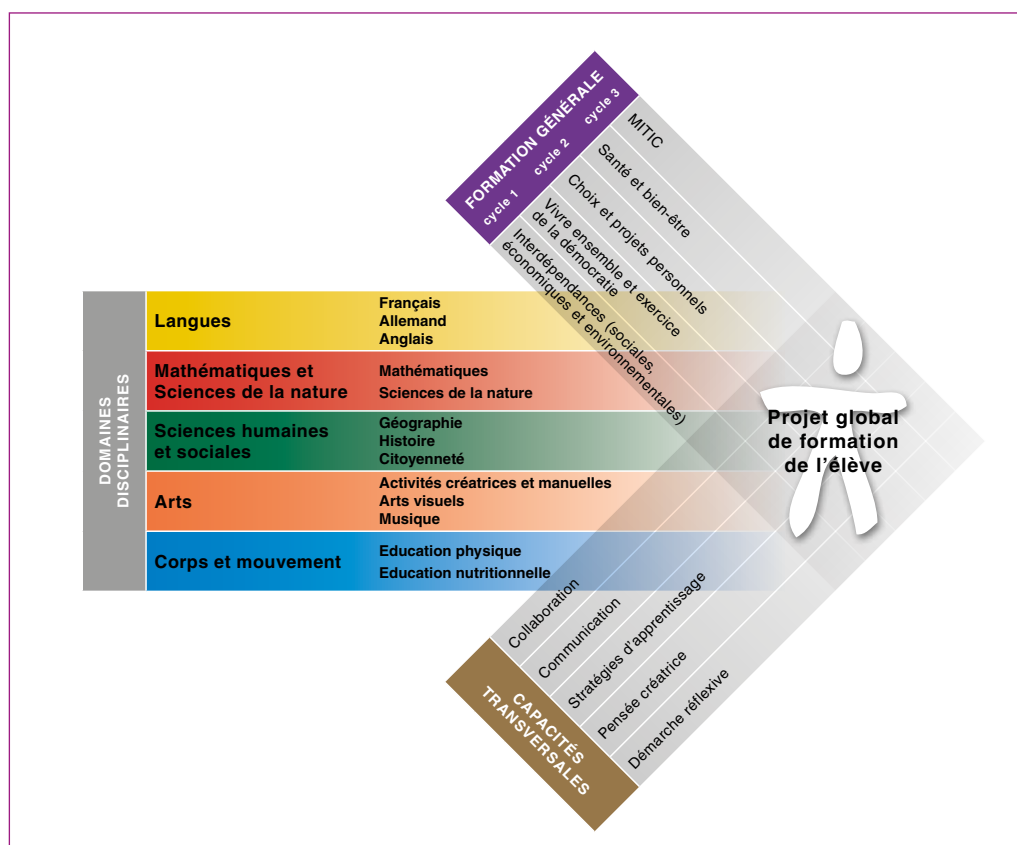 FORMATION GÉNÉRALE
cycle 1
cycle 2
cycle 3
MITIC
Santé et bien-être
Choix et projets personnels
Vivre ensemble et exercice
de la démocratie
Interdépendances (sociales,
économiques et environnementales)
DOMAINES
DISCIPLINAIRES
Langues
Français
Allemand
Anglais
Mathématiques et
Sciences de la nature
Mathématiques
Sciences de la nature
Sciences humaines
et sociales
Géographie
Histoire
Citoyenneté
Arts
Activités créatrices et manuelles
Arts visuels
Musique
Corps et mouvement
Education physique
Education nutritionnelle
Projet global
de formation
de l'élève
Collaboration
Communication
Stratégies d'apprentissage
Pensée créatrice
Démarche réflexive
CAPACITÉS
TRANSVERSALES